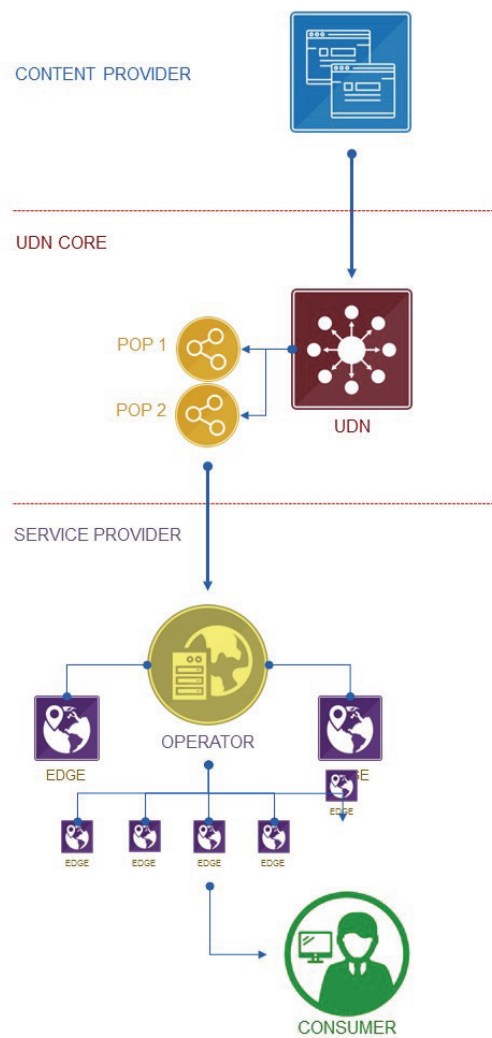 CONTENT PROVIDER
UDN CORE
POP 1
POP 2
UDN
SERVICE PROVIDER
OPERATOR
EDGE
GE
EDGE
EDGE
EDGE
EDGE
EDGE
CONSUMER